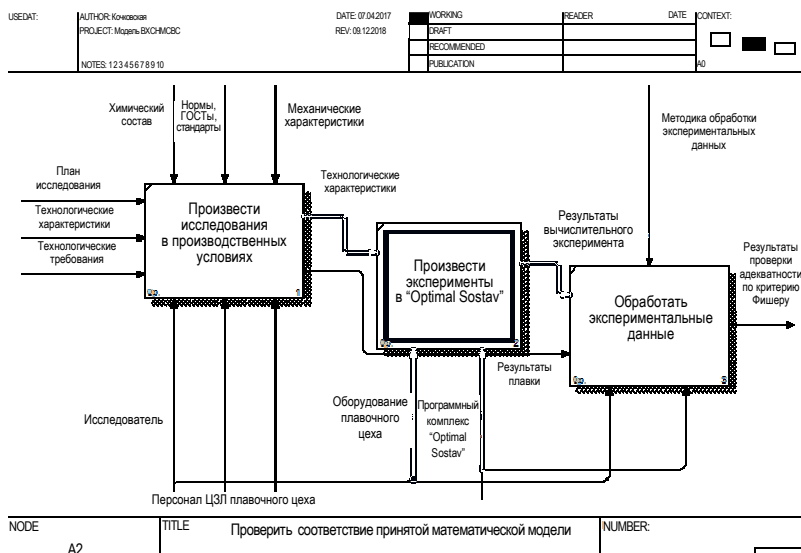 USEDAT:
AUTHOR: Кочковская
DATE: 07.04.2017
WORKING
READER
DATE
CONTEXT:
PROJECT: Модель ВХСНМСВС
REV: 09.12.2018
DRAFT
RECOMMENDED
NOTES: 1 2 3 4 5 6 7 8 9 10
PUBLICATION
A0
Химический
состав
Нормы,
ГОСТы,
стандарты
Механические
характеристики
Методика обработки
экспериментальных
данных
План
исследования
Технологические
характеристики
Технологические
требования
Произвести
исследования
в производственных
условиях
0р.
1
Технологические
характеристики
Произвести
эксперименты
в “Optimal Sostav”
0р.
2
Результаты
вычислительного
эксперимента
Обработать
экспериментальные
данные
0р.
3
Результаты
проверки
адекватности
по критерию
Фишеру
Результаты
плавки
Исследователь
Оборудование
плавочного
цеха
Программный
комплекс
“Optimal
Sostav”
Персонал ЦЗЛ плавочного цеха
NODE
A2
TITLE
Проверить соответствие принятой математической модели
NUMBER: